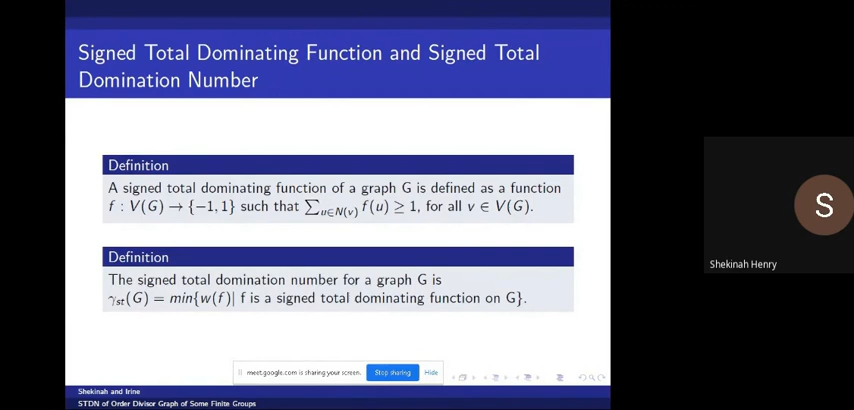 Signed Total Dominating Function and Signed Total
Domination Number
Definition
A signed total dominating function of a graph G is defined as a function
f : V(G) → {−1, 1} such that ∑u∈N(v) f(u) ≥ 1, for all v ∈ V(G).
Definition
The signed total domination number for a graph G is
γst(G) = min{w(f)| f is a signed total dominating function on G}.
meet.google.com is sharing your screen. Stop sharing Hide
Shekinah and Irine
STDN of Order Divisor Graph of Some Finite Groups
S
Shekinah Henry